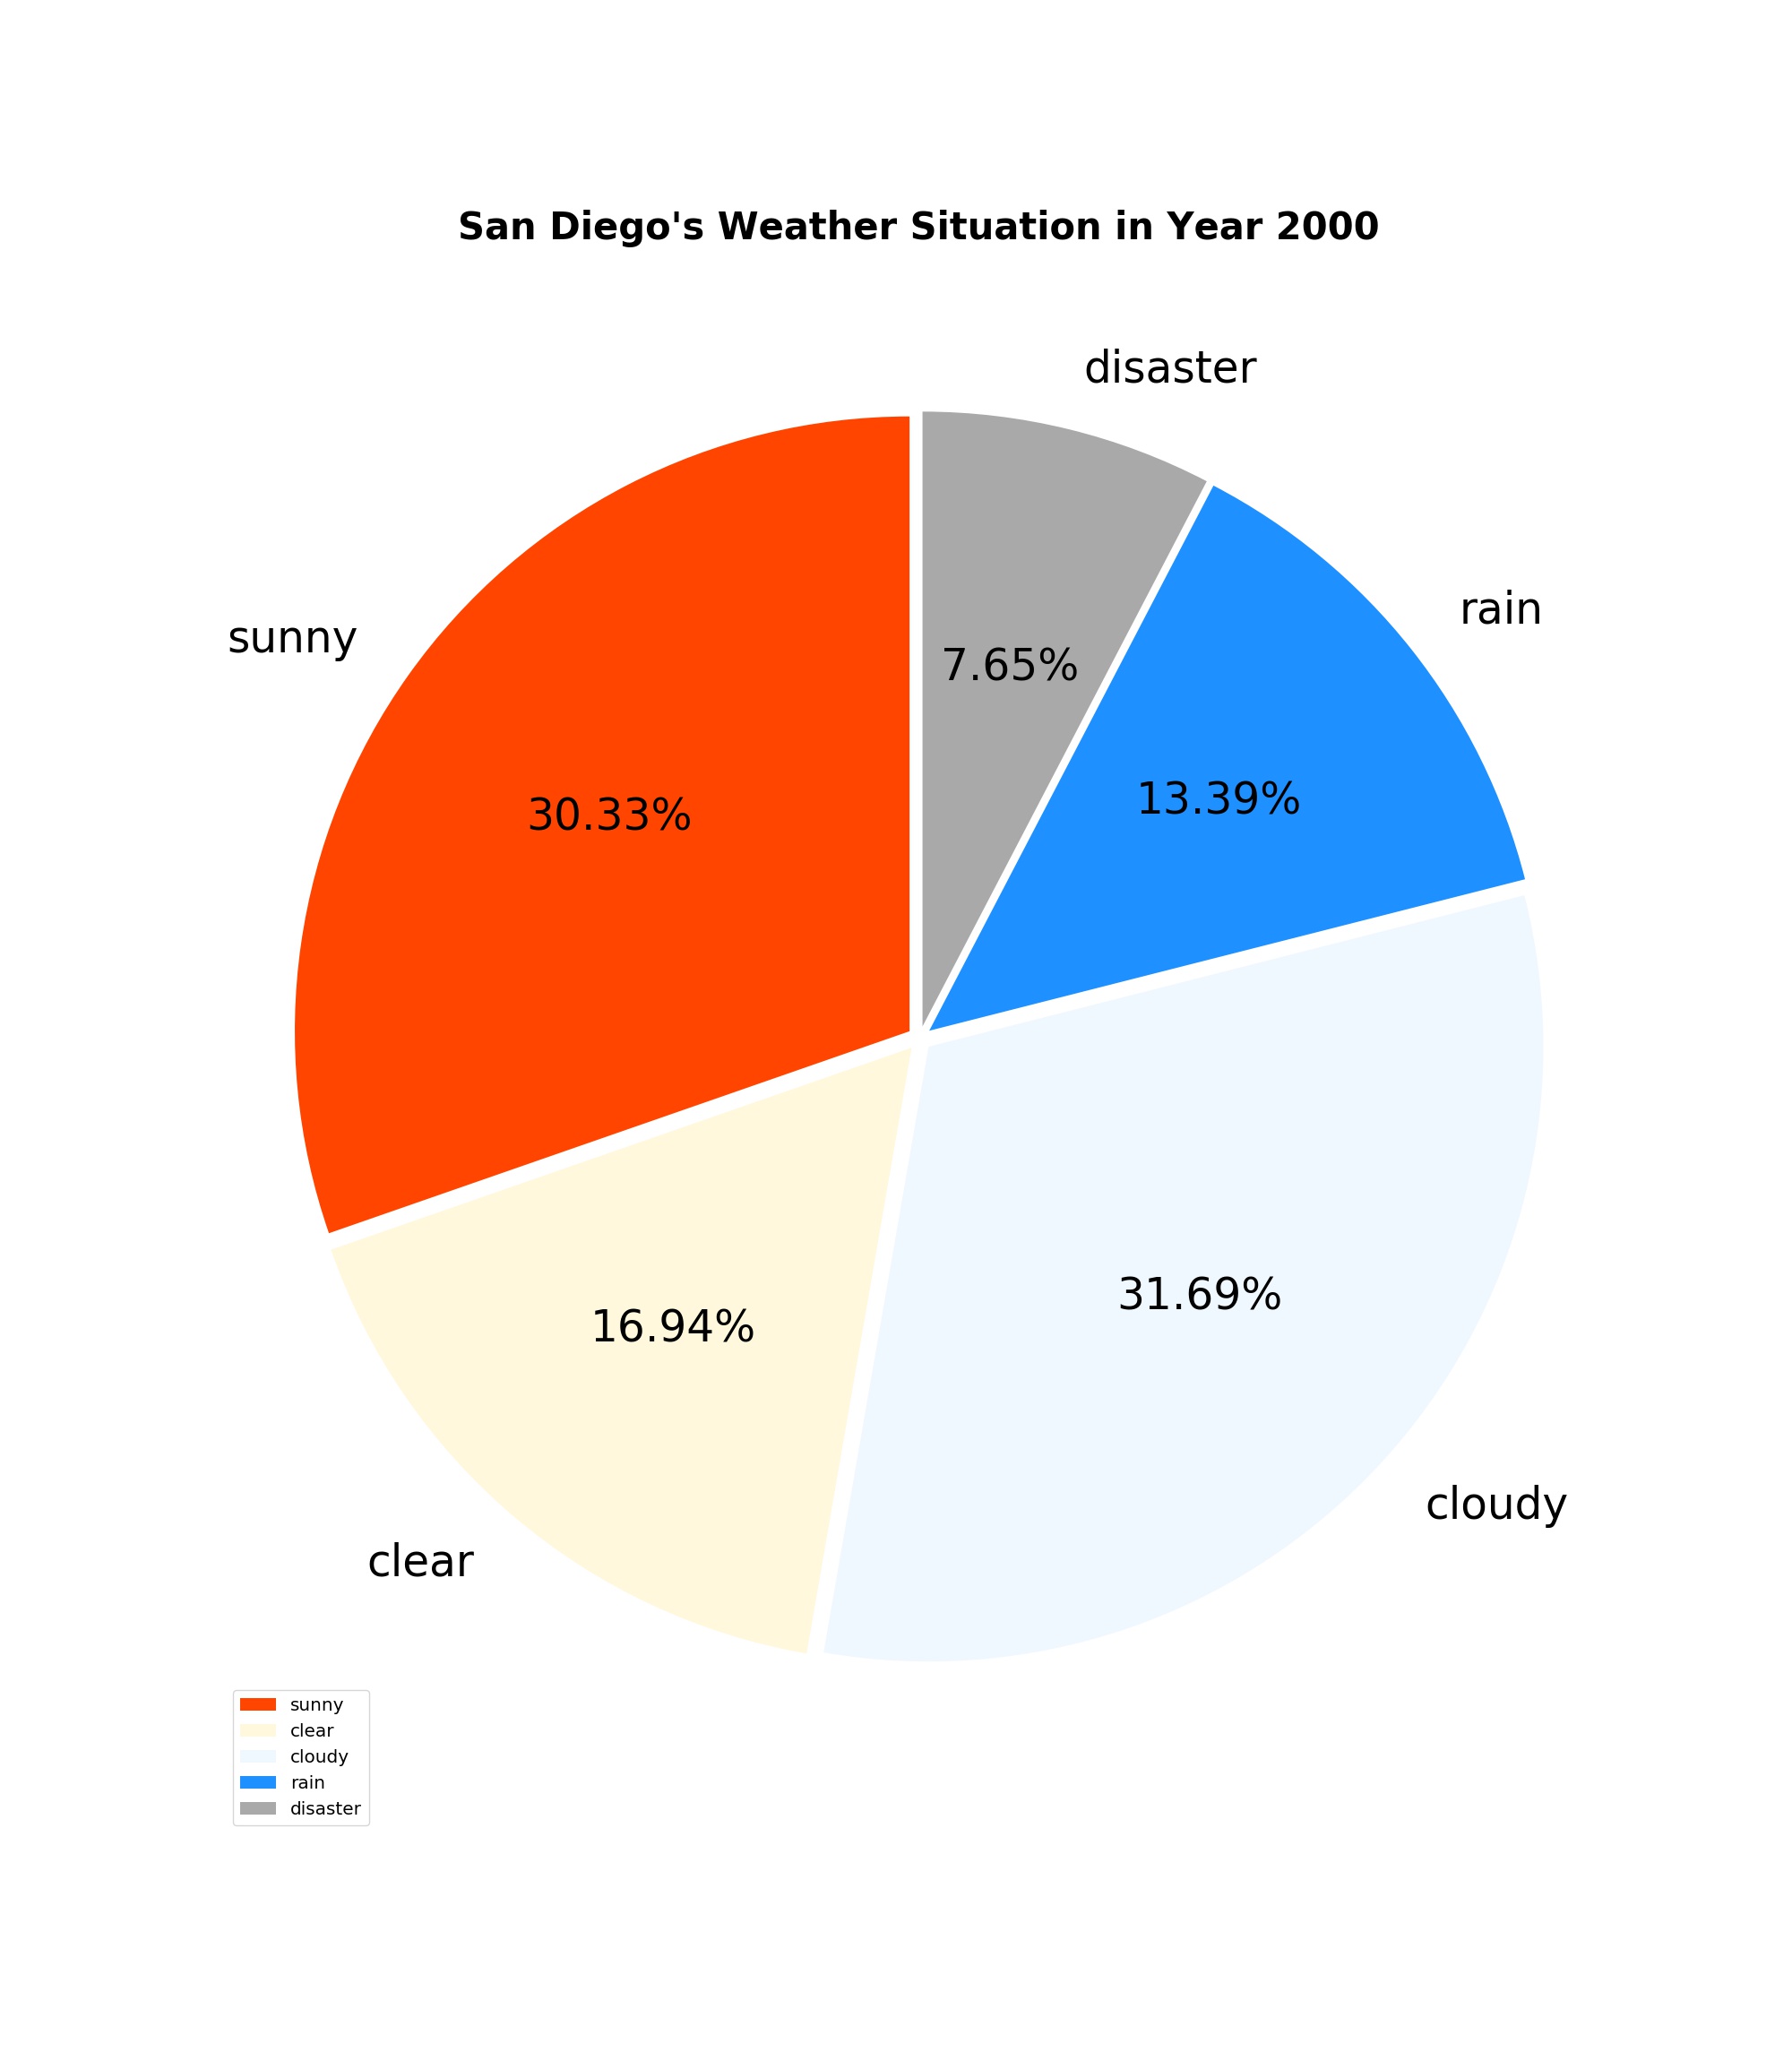 San Diego's Weather Situation in Year 2000
disaster
rain
sunny
7.65%
13.39%
30.33%
31.69%
16.94%
cloudy
clear
sunny
clear
cloudy
rain
disaster